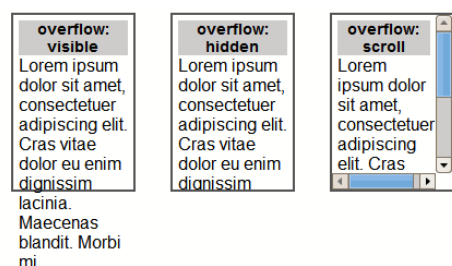 overflow:
visible
Lorem ipsum
dolor sit amet,
consectetuer
adipiscing elit.
Cras vitae
dolor eu enim
dignissim
lacinia.
Maecenas
blandit. Morbi
mi
overflow:
hidden
Lorem ipsum
dolor sit amet,
consectetuer
adipiscing elit.
Cras vitae
dolor eu enim
dignissim
overflow:
scroll
Lorem
ipsum dolor
sit amet,
consectetuer
adipiscing
elit. Cras